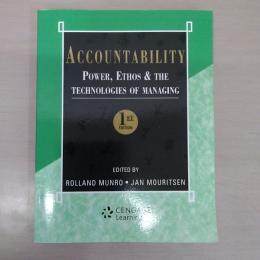 ACCOUNTABILITY
POWER, ETHOS & THE
TECHNOLOGIES OF MANAGING
1ST
EDITION
EDITED BY
ROLLAND MUNRO • JAN MOURITSEN
CENGAGE
Learning